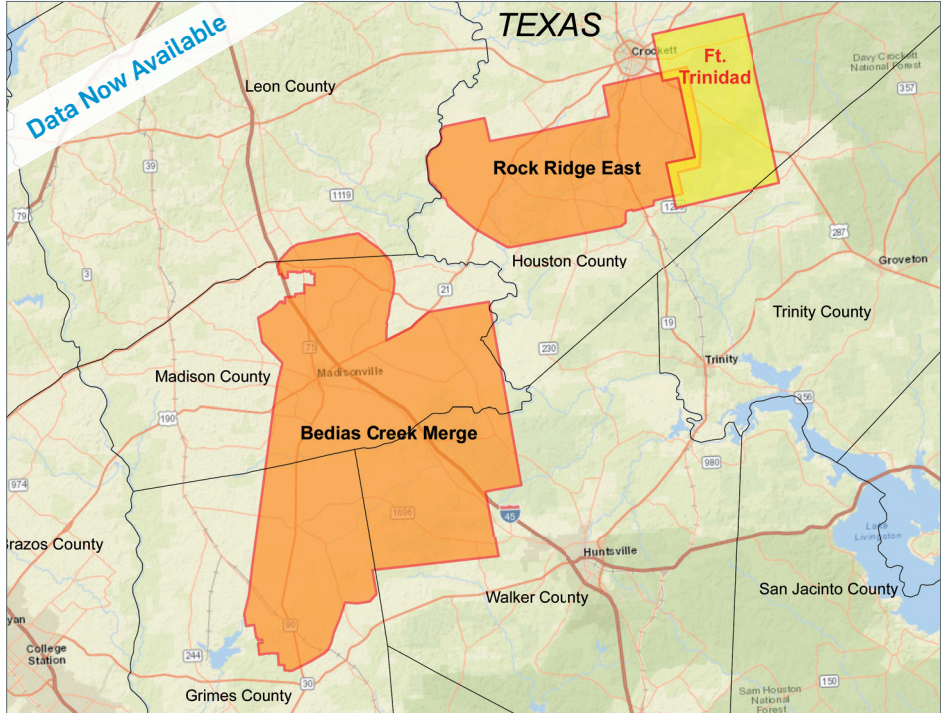 TEXAS
Data Now Available
Crockett
Ft.
Trinidad
Davy Crockett
National Forest
357
Leon County
39
Rock Ridge East
1119
79
287
Houston County
Groveton
3
21
Trinity County
19
230
75
Trinity
Madisonville
Madison County
356
190
Bedias Creek Merge
980
974
1696
45
Lake
Livingston
Brazos County
Huntsville
San Jacinto County
Walker County
90
College
Station
244
30
150
Grimes County
Sam Houston
National
Forest